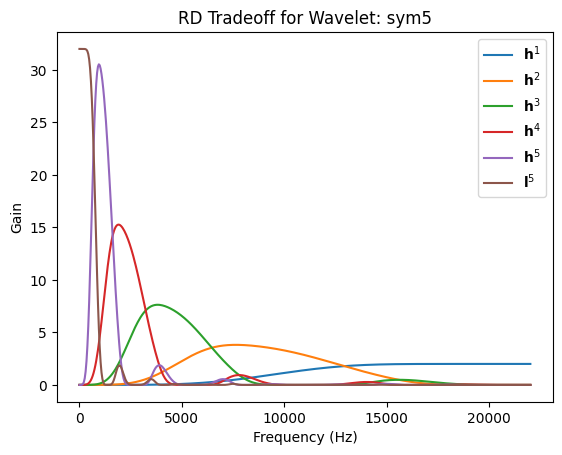 RD Tradeoff for Wavelet: sym5
Gain
30
25
20
15
10
5
0
0 5000 10000 15000 20000
Frequency (Hz)
h¹
h²
h³
h⁴
h⁵
l⁵